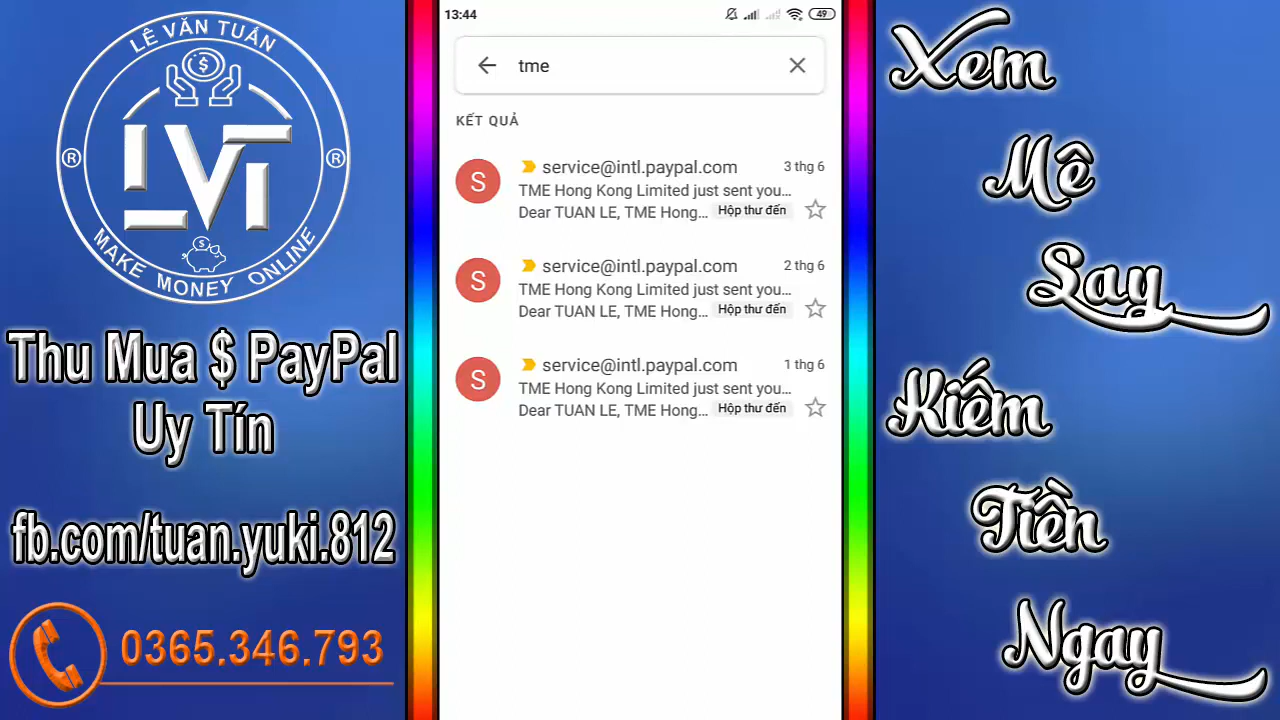 LÊ VĂN TUẤN
$
LVT
® ®
$
MAKE MONEY ONLINE
Thu Mua $ PayPal
Uy Tín
fb.com/tuan.yuki.812
0365.346.793
13:44
49
tme
KẾT QUẢ
S
service@intl.paypal.com 3 thg 6
TME Hong Kong Limited just sent you...
Dear TUAN LE, TME Hong... Hộp thư đến
S
service@intl.paypal.com 2 thg 6
TME Hong Kong Limited just sent you...
Dear TUAN LE, TME Hong... Hộp thư đến
S
service@intl.paypal.com 1 thg 6
TME Hong Kong Limited just sent you...
Dear TUAN LE, TME Hong... Hộp thư đến
Xem
Mê
Say
Kiếm
Tiền
Ngay